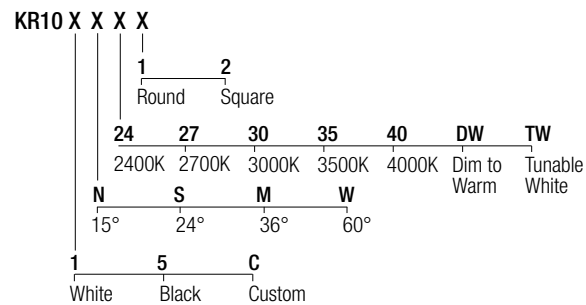 KR10 X X X X
1 2
Round Square
24 27 30 35 40 DW TW
2400K 2700K 3000K 3500K 4000K Dim to Tunable
Warm White
N S M W
15° 24° 36° 60°
1 5 C
White Black Custom